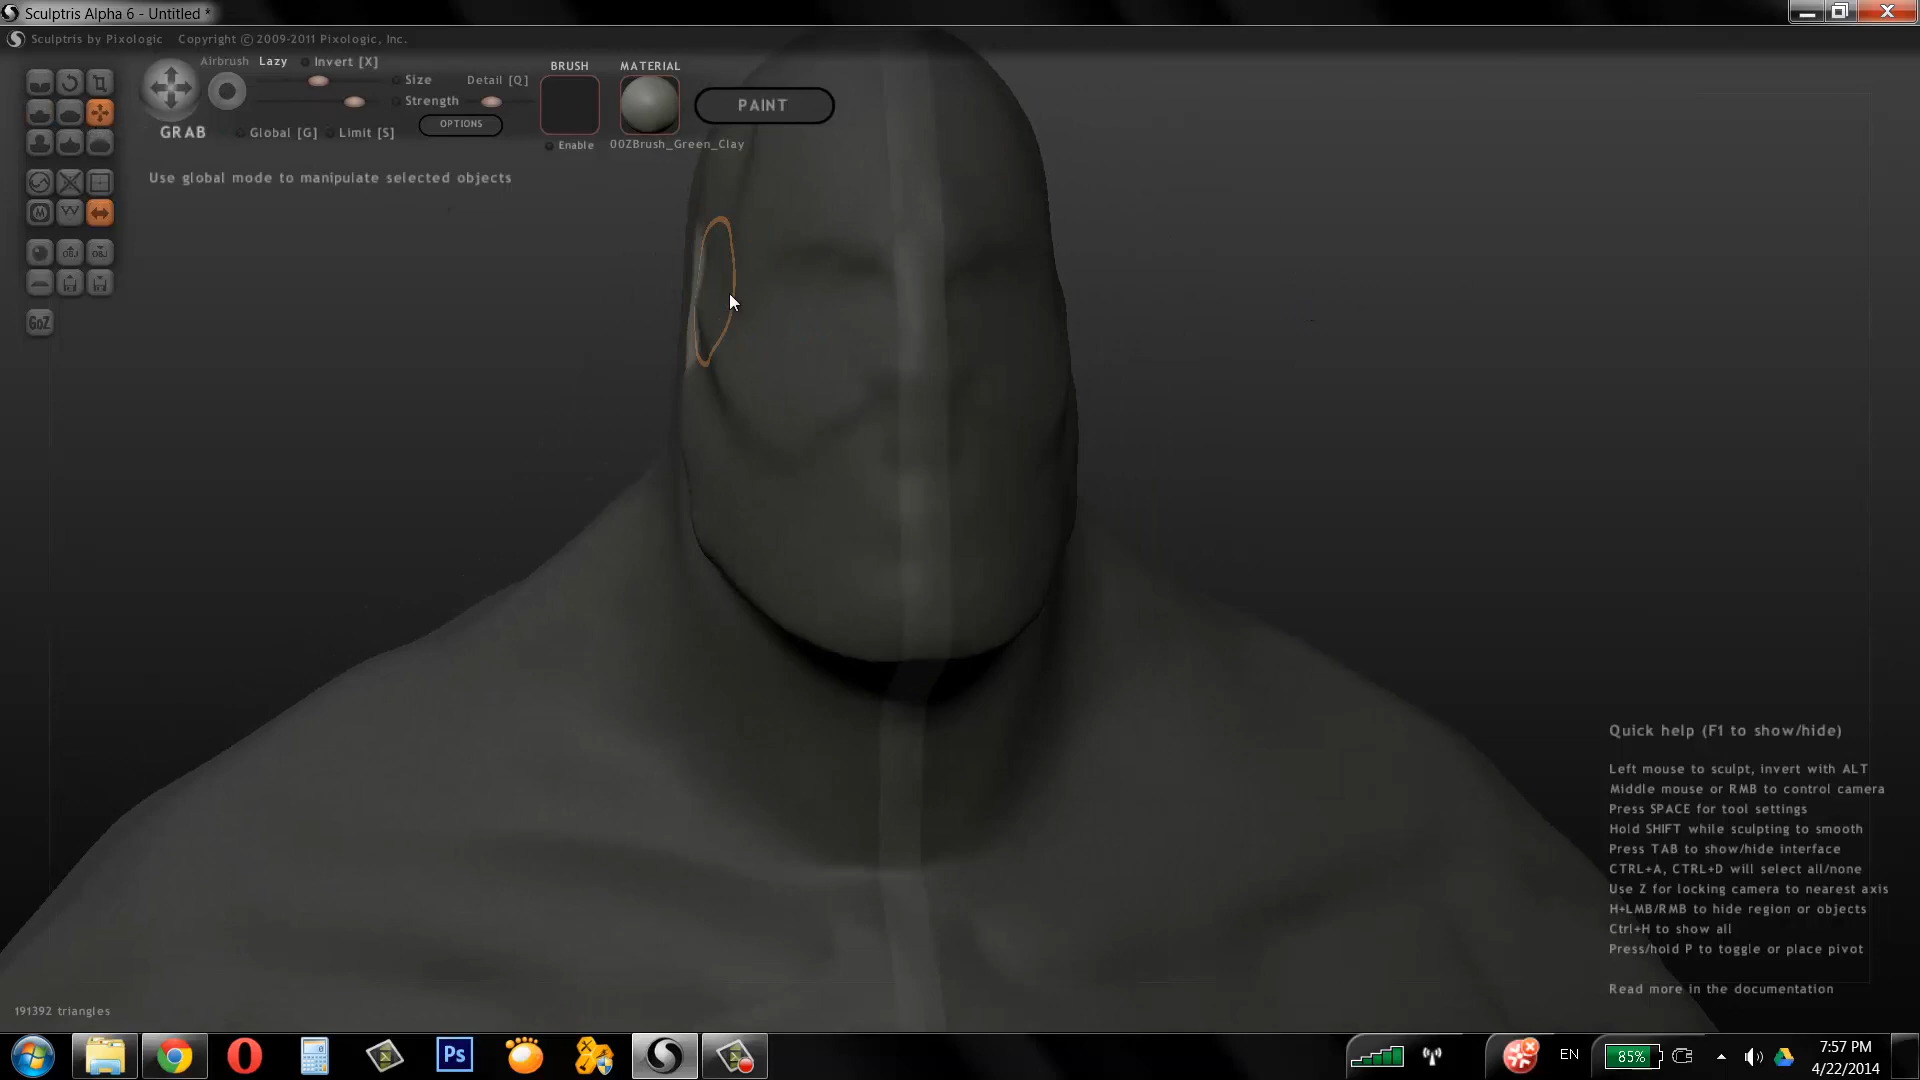 Sculptris Alpha 6 - Untitled *
Sculptris by Pixologic Copyright © 2009-2011 Pixologic, Inc.
Airbrush Lazy Invert [X]
Size Detail [Q]
Strength
GRAB Global [G] Limit [S] OPTIONS
BRUSH MATERIAL
PAINT
Enable 00ZBrush_Green_Clay
Use global mode to manipulate selected objects
OBJ OBJ
GoZ
Quick help (F1 to show/hide)
Left mouse to sculpt, invert with ALT
Middle mouse or RMB to control camera
Press SPACE for tool settings
Hold SHIFT while sculpting to smooth
Press TAB to show/hide interface
CTRL+A, CTRL+D will select all/none
Use Z for locking camera to nearest axis
H+LMB/RMB to hide region or objects
Ctrl+H to show all
Press/hold P to toggle or place pivot
Read more in the documentation
191392 triangles
Ps
EN
85%
7:57 PM
4/22/2014